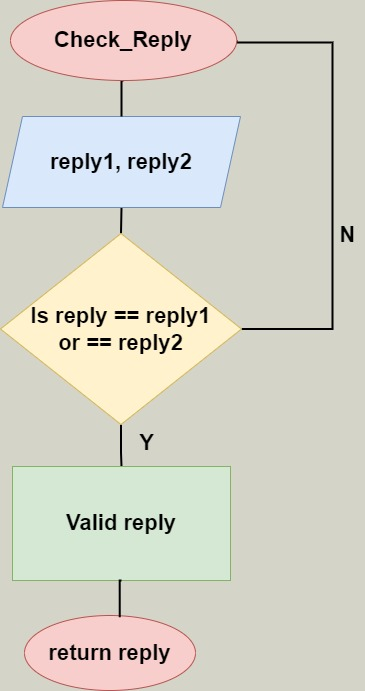 Check_Reply
reply1, reply2
N
Is reply == reply1
or == reply2
Y
Valid reply
return reply